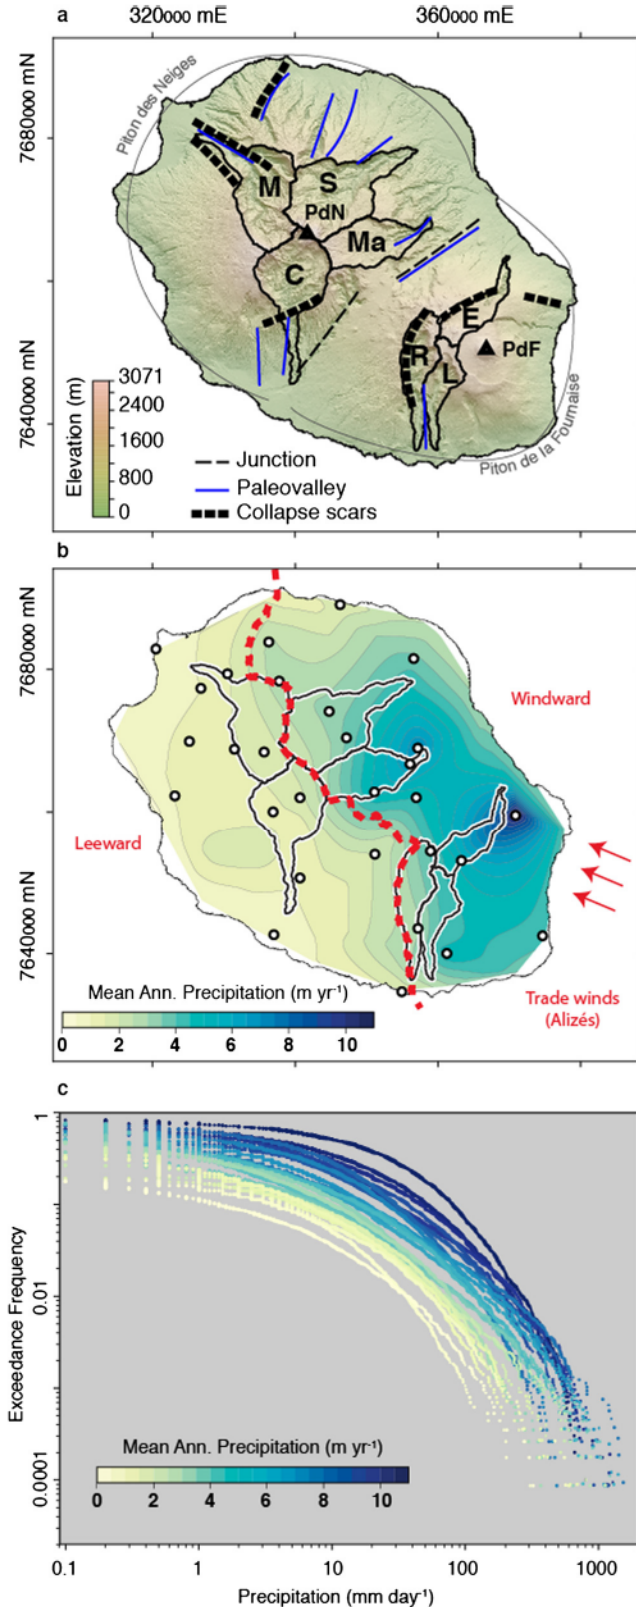 a
320000 mE
360000 mE
7680000 mN
7640000 mN
Piton des Neiges
M
S
PdN
Ma
C
E
R
L
PdF
Piton de la Fournaise
Elevation (m)
3071
2400
1600
800
0
Junction
Paleovalley
Collapse scars
b
7680000 mN
7640000 mN
Windward
Leeward
Trade winds
(Alizés)
Mean Ann. Precipitation (m yr⁻¹)
0 2 4 6 8 10
c
Exceedance Frequency
1
0.01
0.0001
Mean Ann. Precipitation (m yr⁻¹)
0 2 4 6 8 10
0.1 1 10 100 1000
Precipitation (mm day⁻¹)